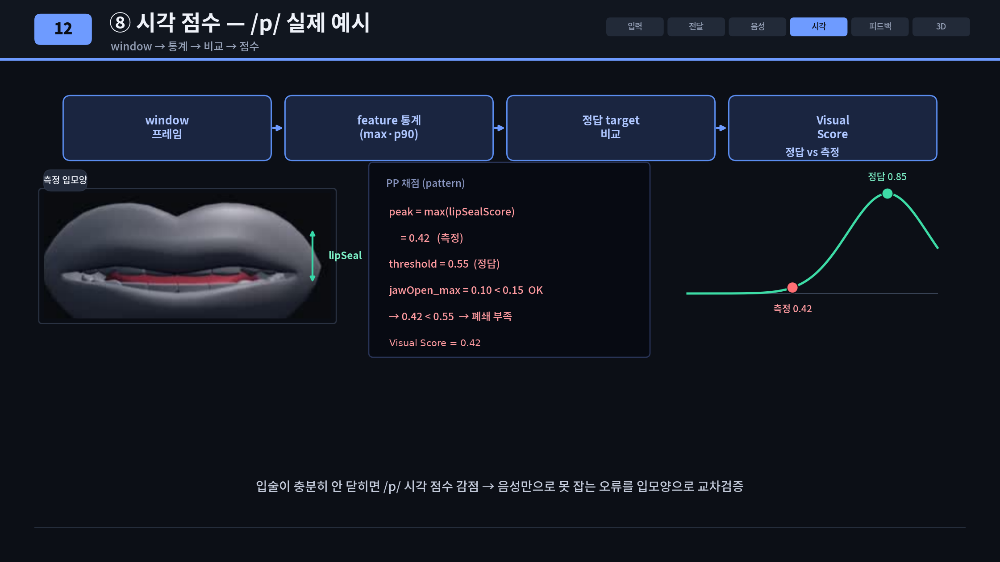 12
⑧ 시각 점수 — /p/ 실제 예시
window → 통계 → 비교 → 점수
입력
전달
음성
시각
피드백
3D
window
프레임
feature 통계
(max·p90)
정답 target
비교
Visual
Score
정답 vs 측정
측정 입모양
lipSeal
PP 채점 (pattern)
peak = max(lipSealScore)
= 0.42 (측정)
threshold = 0.55 (정답)
jawOpen_max = 0.10 < 0.15 OK
→ 0.42 < 0.55 → 폐쇄 부족
Visual Score = 0.42
정답 0.85
측정 0.42
입술이 충분히 안 닫히면 /p/ 시각 점수 감점 → 음성만으로 못 잡는 오류를 입모양으로 교차검증